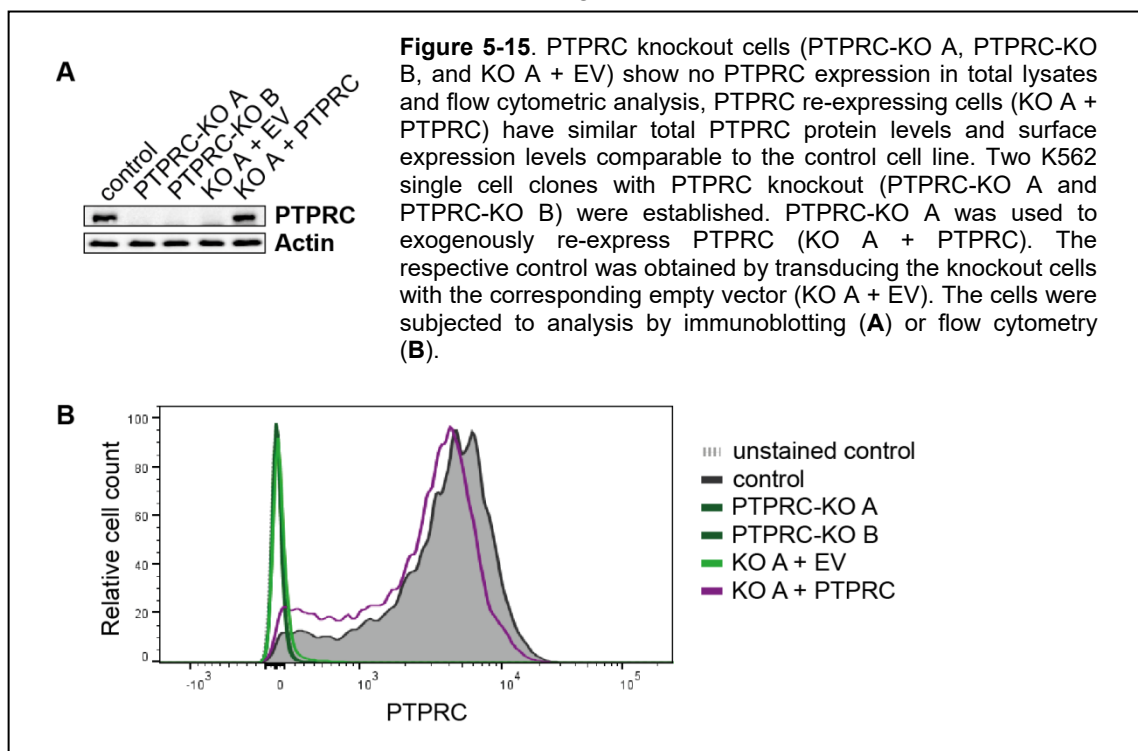 A
control
PTPRC-KO A
PTPRC-KO B
KO A + EV
KO A + PTPRC
PTPRC
Actin
Figure 5-15. PTPRC knockout cells (PTPRC-KO A, PTPRC-KO
B, and KO A + EV) show no PTPRC expression in total lysates
and flow cytometric analysis, PTPRC re-expressing cells (KO A +
PTPRC) have similar total PTPRC protein levels and surface
expression levels comparable to the control cell line. Two K562
single cell clones with PTPRC knockout (PTPRC-KO A and
PTPRC-KO B) were established. PTPRC-KO A was used to
exogenously re-express PTPRC (KO A + PTPRC). The
respective control was obtained by transducing the knockout cells
with the corresponding empty vector (KO A + EV). The cells were
subjected to analysis by immunoblotting (A) or flow cytometry
(B).
B
Relative cell count
100
80
60
40
20
0
-10³
0
10³
10⁴
10⁵
PTPRC
unstained control
control
PTPRC-KO A
PTPRC-KO B
KO A + EV
KO A + PTPRC